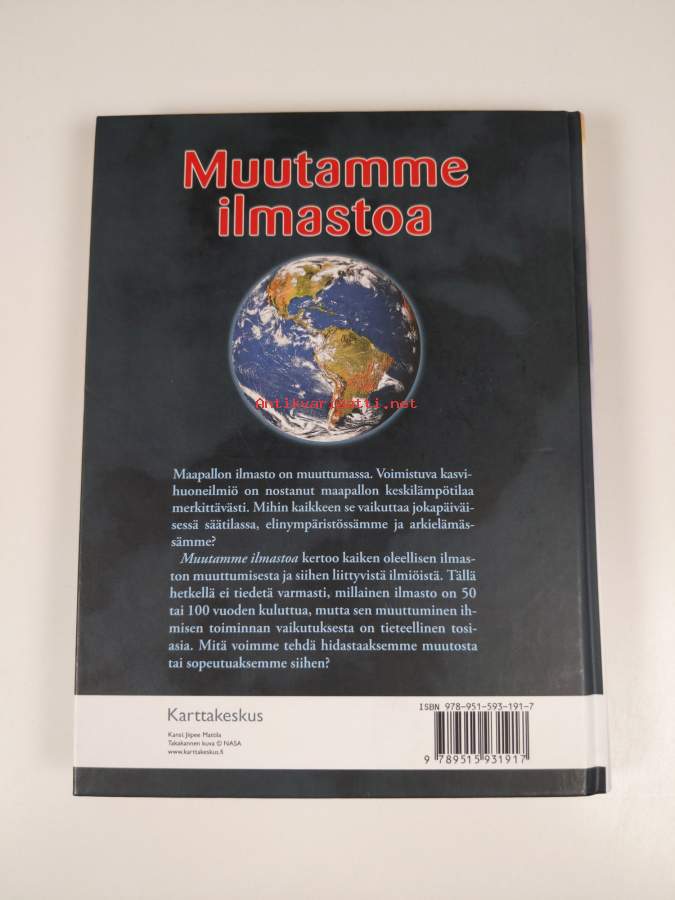 Muutamme
ilmastoa
Antikvariaatti.net
Maapallon ilmasto on muuttumassa. Voimistuva kasvi-
huoneilmiö on nostanut maapallon keskilämpötilaa
merkittävästi. Mihin kaikkeen se vaikuttaa jokapäiväi-
sessä säätilassa, elinympäristössämme ja arkielämäs-
sämme?
Muutamme ilmastoa kertoo kaiken oleellisen ilmas-
ton muuttumisesta ja siihen liittyvistä ilmiöistä. Tällä
hetkellä ei tiedetä varmasti, millainen ilmasto on 50
tai 100 vuoden kuluttua, mutta sen muuttuminen ih-
misen toiminnan vaikutuksesta on tieteellinen tosi-
asia. Mitä voimme tehdä hidastaaksemme muutosta
tai sopeutuaksemme siihen?
Karttakeskus
Kansi: Jiipee Mattila
Takakannen kuva © NASA
www.karttakeskus.fi
ISBN 978-951-593-191-7
9 789515 931917